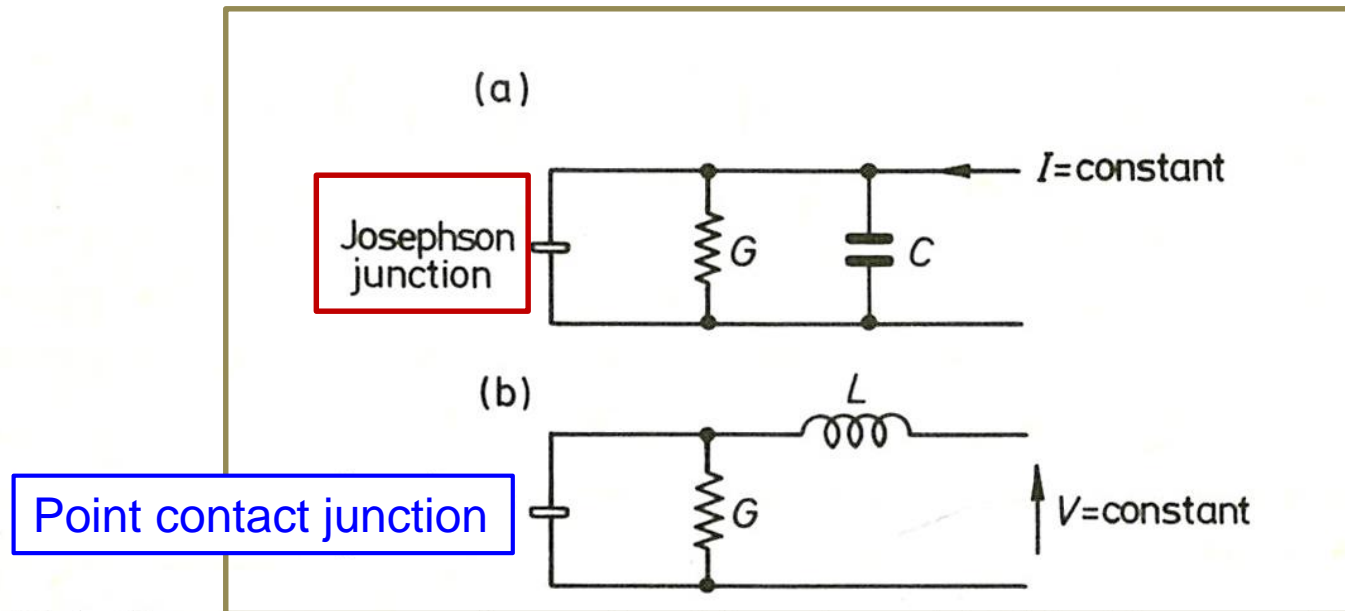 (a)
I=constant
Josephson
junction
G
C
(b)
L
Point contact junction
G
V=constant